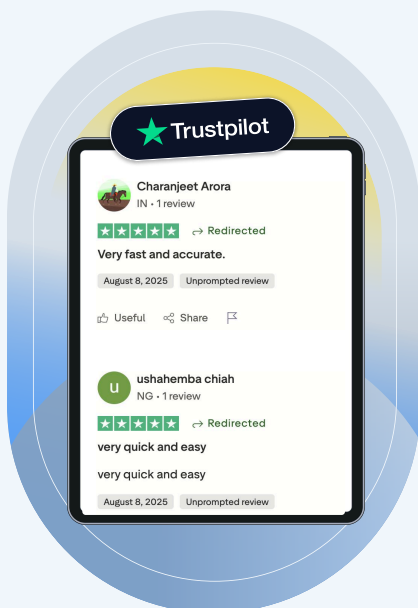 Trustpilot
Charanjeet Arora
IN • 1 review
Redirected
Very fast and accurate.
August 8, 2025 Unprompted review
Useful Share
u
ushahemba chiah
NG • 1 review
Redirected
very quick and easy
very quick and easy
August 8, 2025 Unprompted review